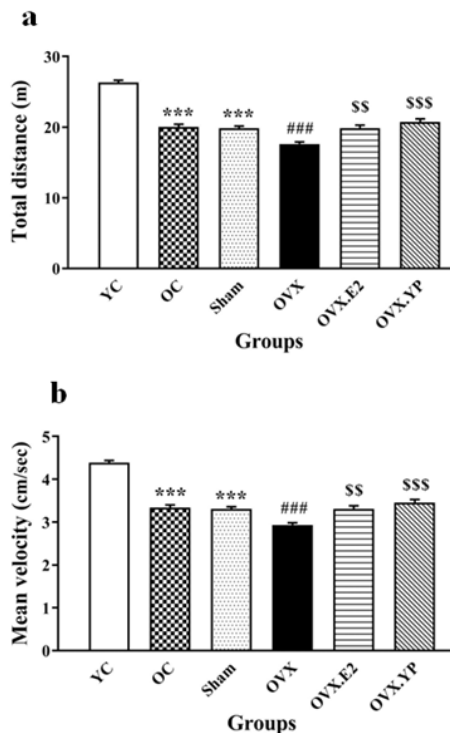 a
Total distance (m)
30
20
10
0
*** *** ### $$ $$$
YC OC Sham OVX OVX.E2 OVX.YP
Groups
b
Mean velocity (cm/sec)
5
4
3
2
1
0
*** *** ### $$ $$$
YC OC Sham OVX OVX.E2 OVX.YP
Groups